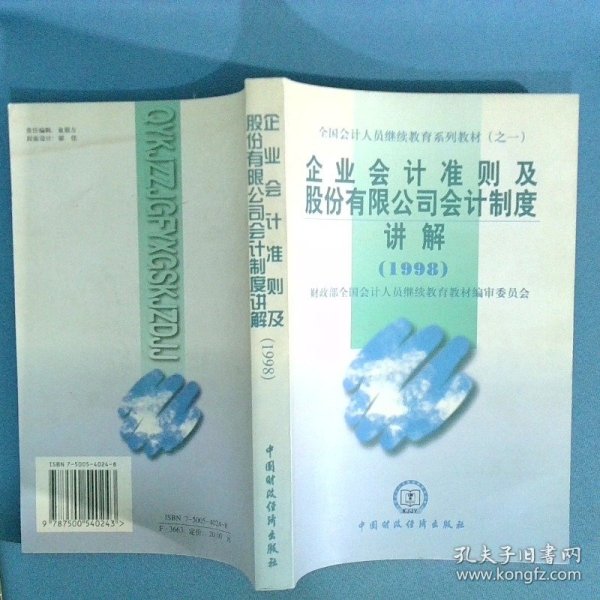 全国会计人员继续教育系列教材（之一）
企业会计准则及
股份有限公司会计制度
讲解
(1998)
财政部全国会计人员继续教育教材编审委员会
中国财政经济出版社
企业会计准则及
股份有限公司会计制度讲解
(1998)
中国财政经济出版社
QYKJZZJGFYXGSKJZDJJ
ISBN 7-5005-4024-8
9 787500 540243 >
ISBN 7-5005-4024-8
孔夫子旧书网
www.kongfz.com